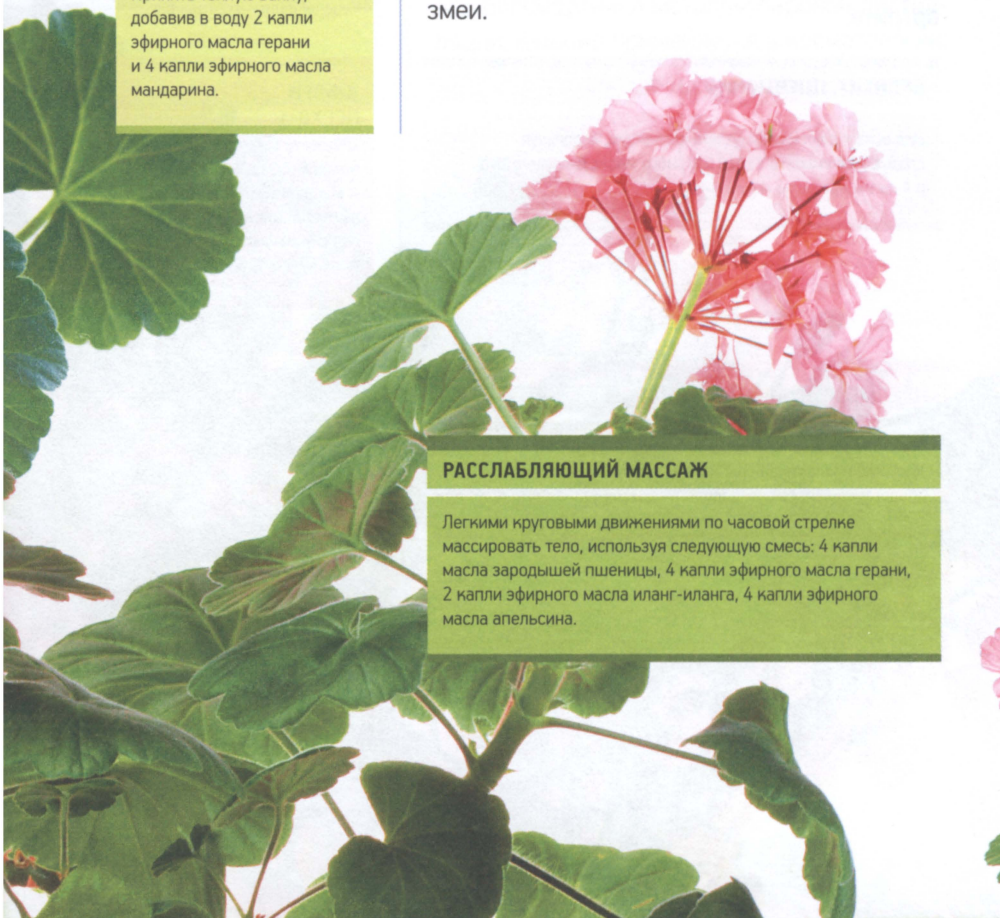 добавив в воду 2 капли
эфирного масла герани
и 4 капли эфирного масла
мандарина.
змеи.
РАССЛАБЛЯЮЩИЙ МАССАЖ
Легкими круговыми движениями по часовой стрелке
массировать тело, используя следующую смесь: 4 капли
масла зародышей пшеницы, 4 капли эфирного масла герани,
2 капли эфирного масла иланг-иланга, 4 капли эфирного
масла апельсина.